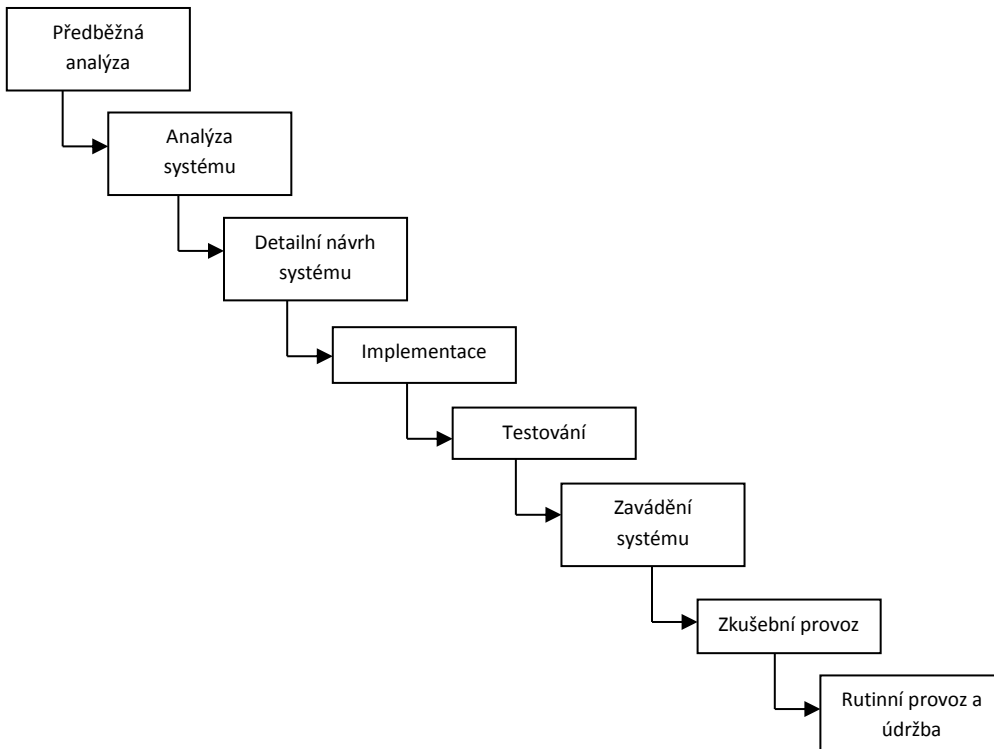 Předběžná
analýza
Analýza
systému
Detailní návrh
systému
Implementace
Testování
Zavádění
systému
Zkušební provoz
Rutinní provoz a
údržba